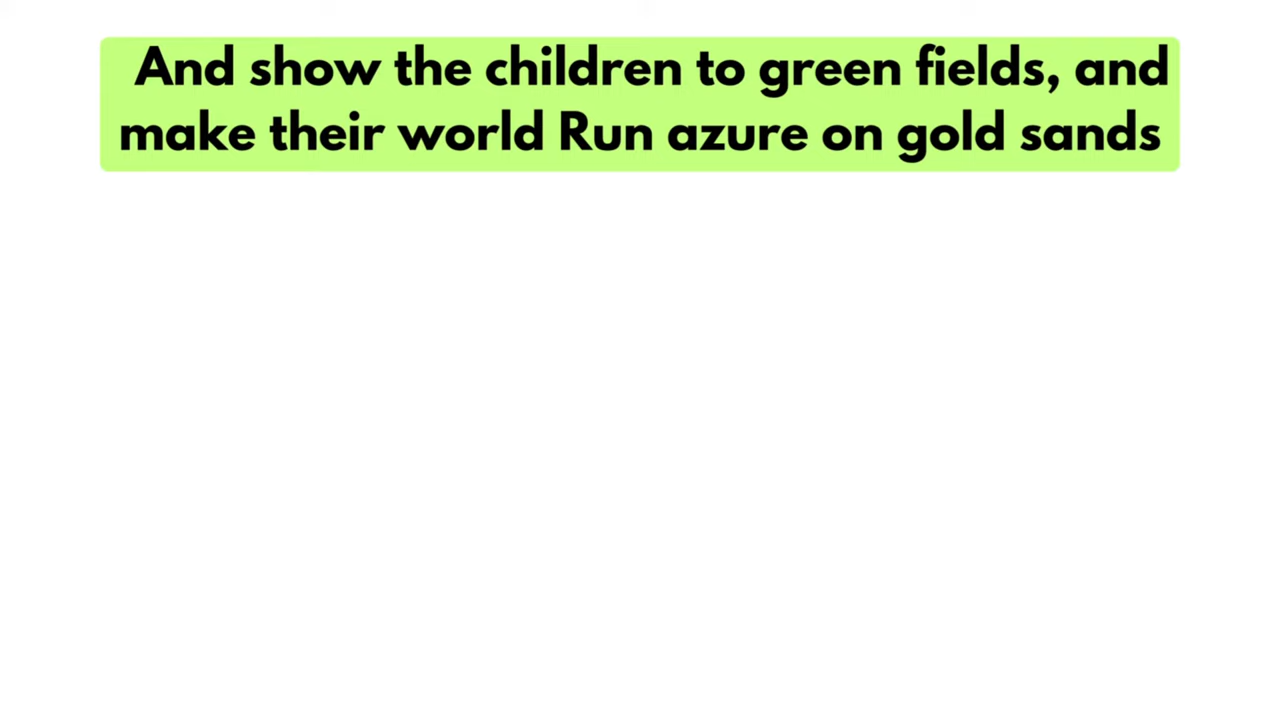 And show the children to green fields, and
make their world Run azure on gold sands